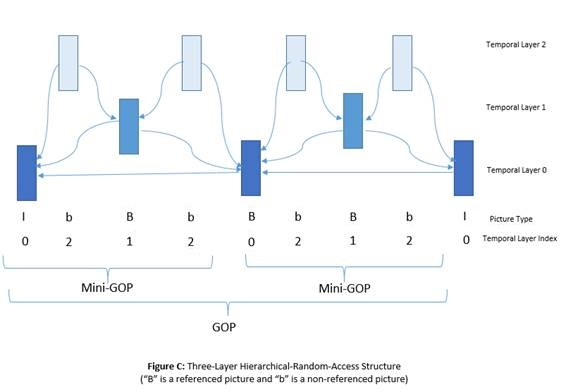 Temporal Layer 2
Temporal Layer 1
Temporal Layer 0
I b B b B b B b I Picture Type
0 2 1 2 0 2 1 2 0 Temporal Layer Index
Mini-GOP Mini-GOP
GOP
Figure C: Three-Layer Hierarchical-Random-Access Structure
("B" is a referenced picture and "b" is a non-referenced picture)